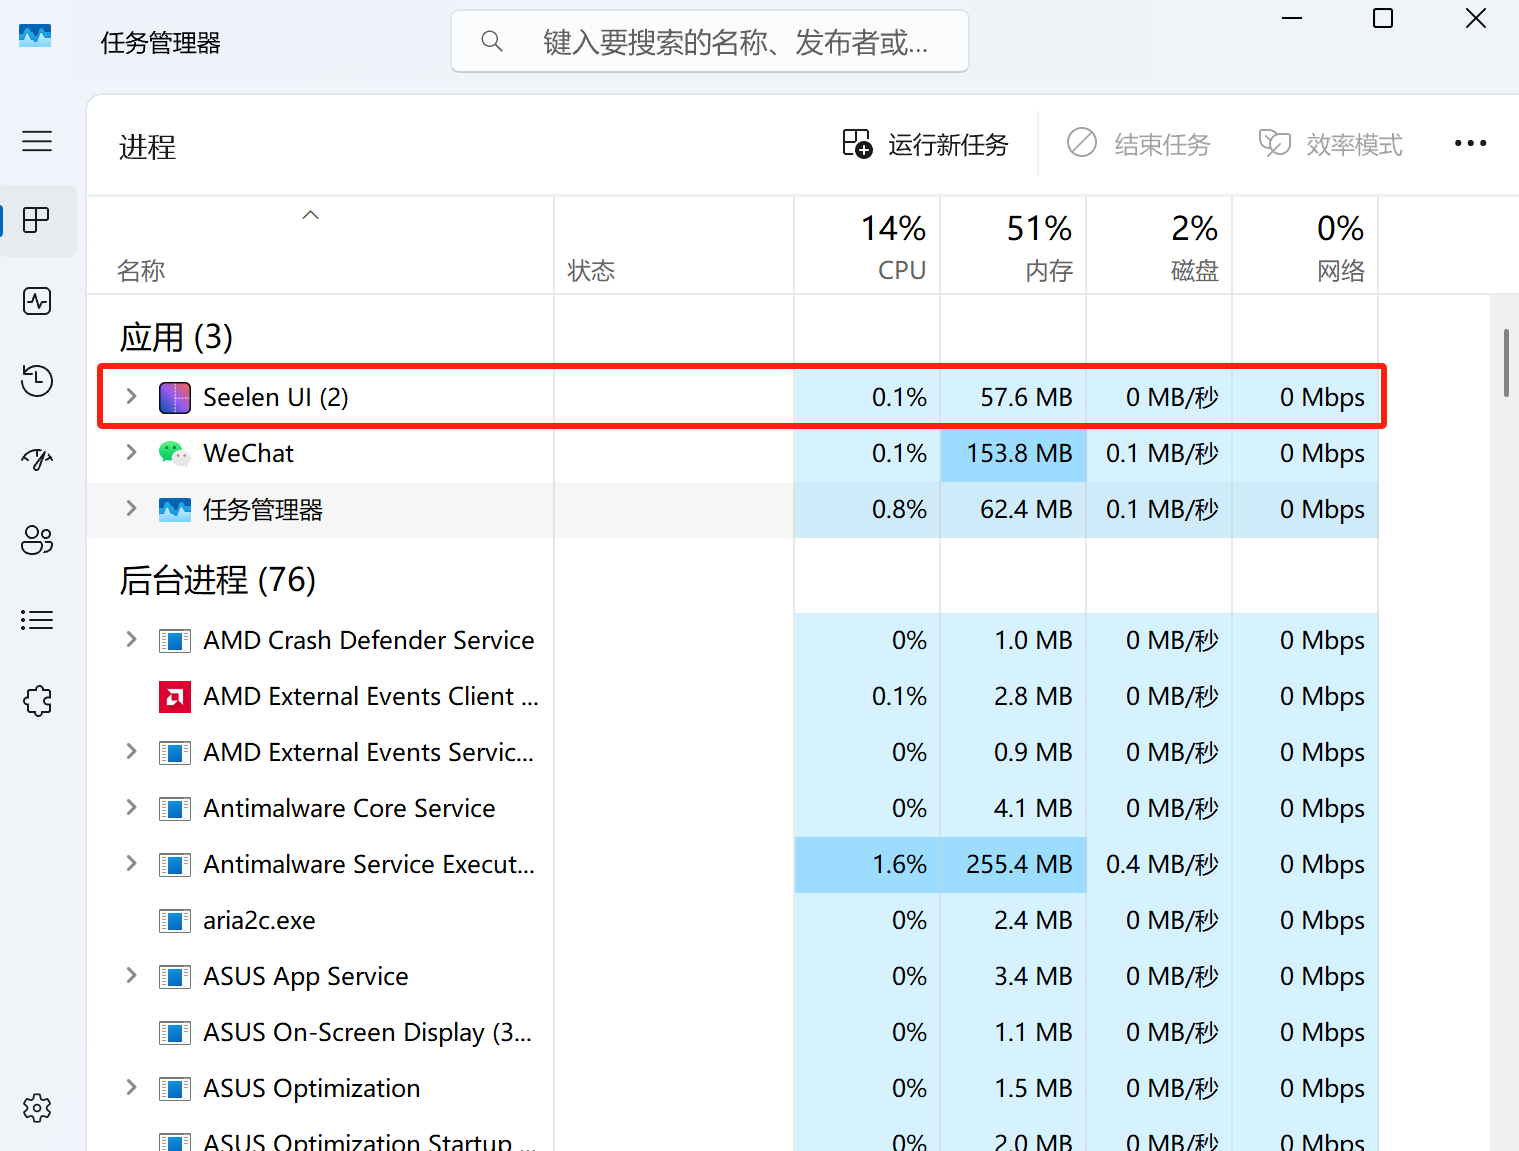 任务管理器
键入要搜索的名称、发布者或...
进程
运行新任务
结束任务
效率模式
14% 51% 2% 0%
名称 状态 CPU 内存 磁盘 网络
应用 (3)
Seelen UI (2) 0.1% 57.6 MB 0 MB/秒 0 Mbps
WeChat 0.1% 153.8 MB 0.1 MB/秒 0 Mbps
任务管理器 0.8% 62.4 MB 0.1 MB/秒 0 Mbps
后台进程 (76)
AMD Crash Defender Service 0% 1.0 MB 0 MB/秒 0 Mbps
AMD External Events Client ... 0.1% 2.8 MB 0 MB/秒 0 Mbps
AMD External Events Servic... 0% 0.9 MB 0 MB/秒 0 Mbps
Antimalware Core Service 0% 4.1 MB 0 MB/秒 0 Mbps
Antimalware Service Execut... 1.6% 255.4 MB 0.4 MB/秒 0 Mbps
aria2c.exe 0% 2.4 MB 0 MB/秒 0 Mbps
ASUS App Service 0% 3.4 MB 0 MB/秒 0 Mbps
ASUS On-Screen Display (3... 0% 1.1 MB 0 MB/秒 0 Mbps
ASUS Optimization 0% 1.5 MB 0 MB/秒 0 Mbps
ASUS Optimization Startup ... 0% 2.0 MB 0 MB/秒 0 Mbps